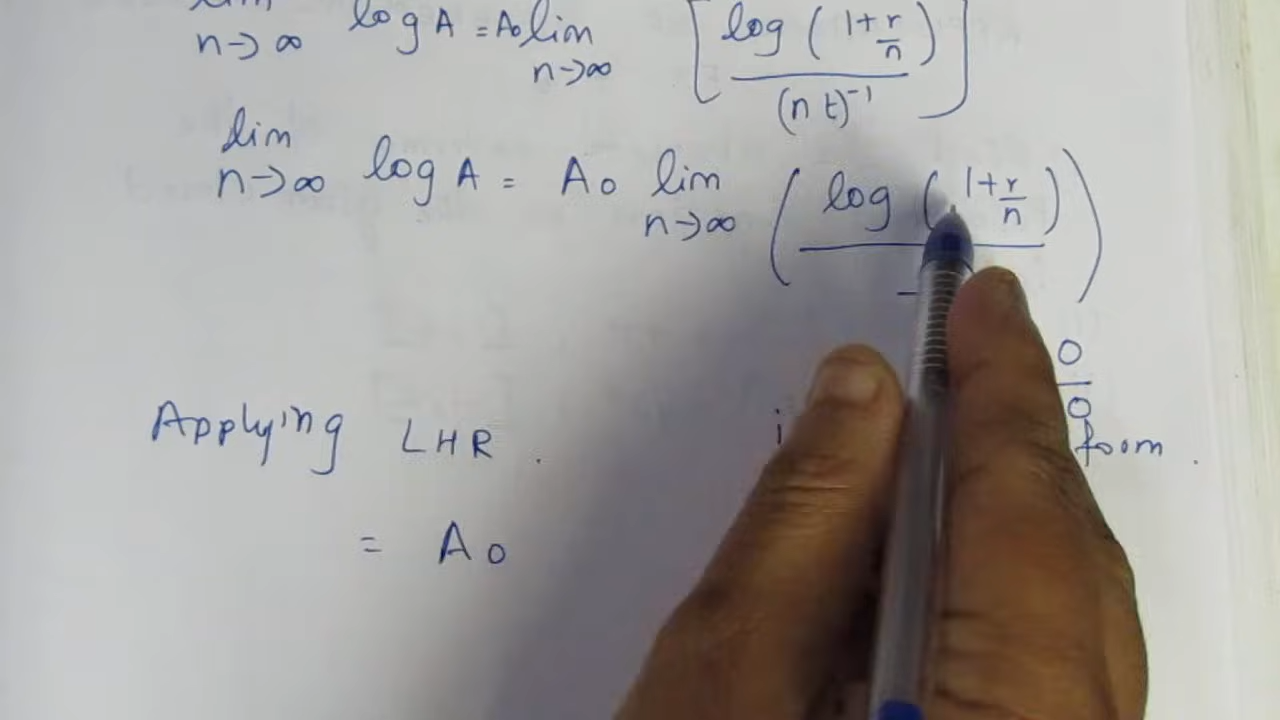 lim n→∞ log A = A₀ lim n→∞ [ log ( 1 + r/n ) / (n t)⁻¹ ]
lim n→∞ log A = A₀ lim n→∞ ( log ( 1 + r/n ) /
0/0
Applying LHR . form .
= A₀